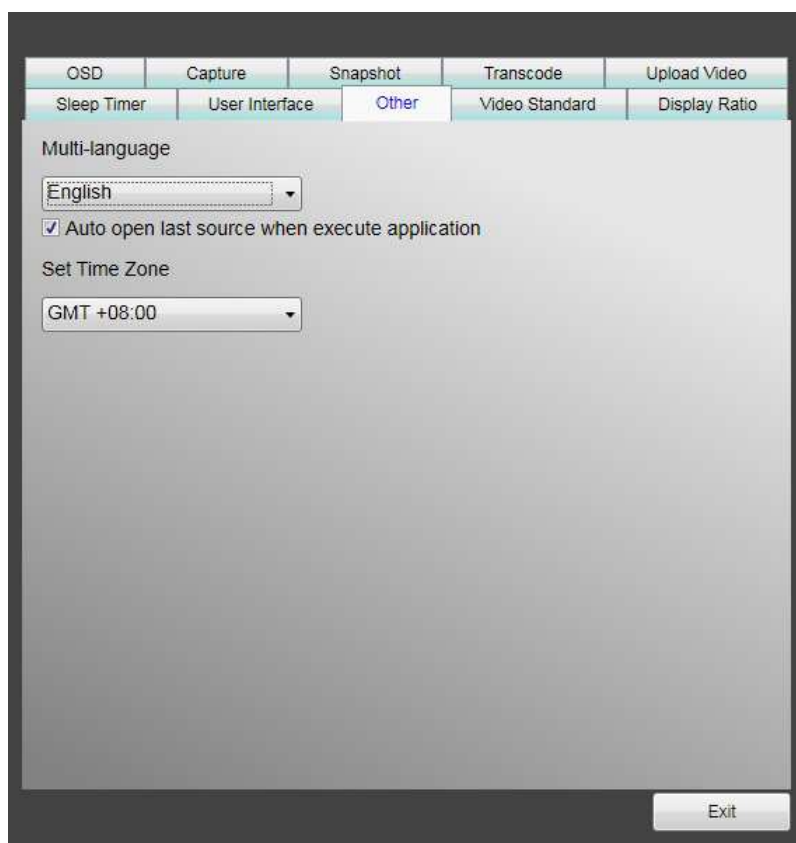 OSD Capture Snapshot Transcode Upload Video
Sleep Timer User Interface Other Video Standard Display Ratio
Multi-language
English
Auto open last source when execute application
Set Time Zone
GMT +08:00
Exit